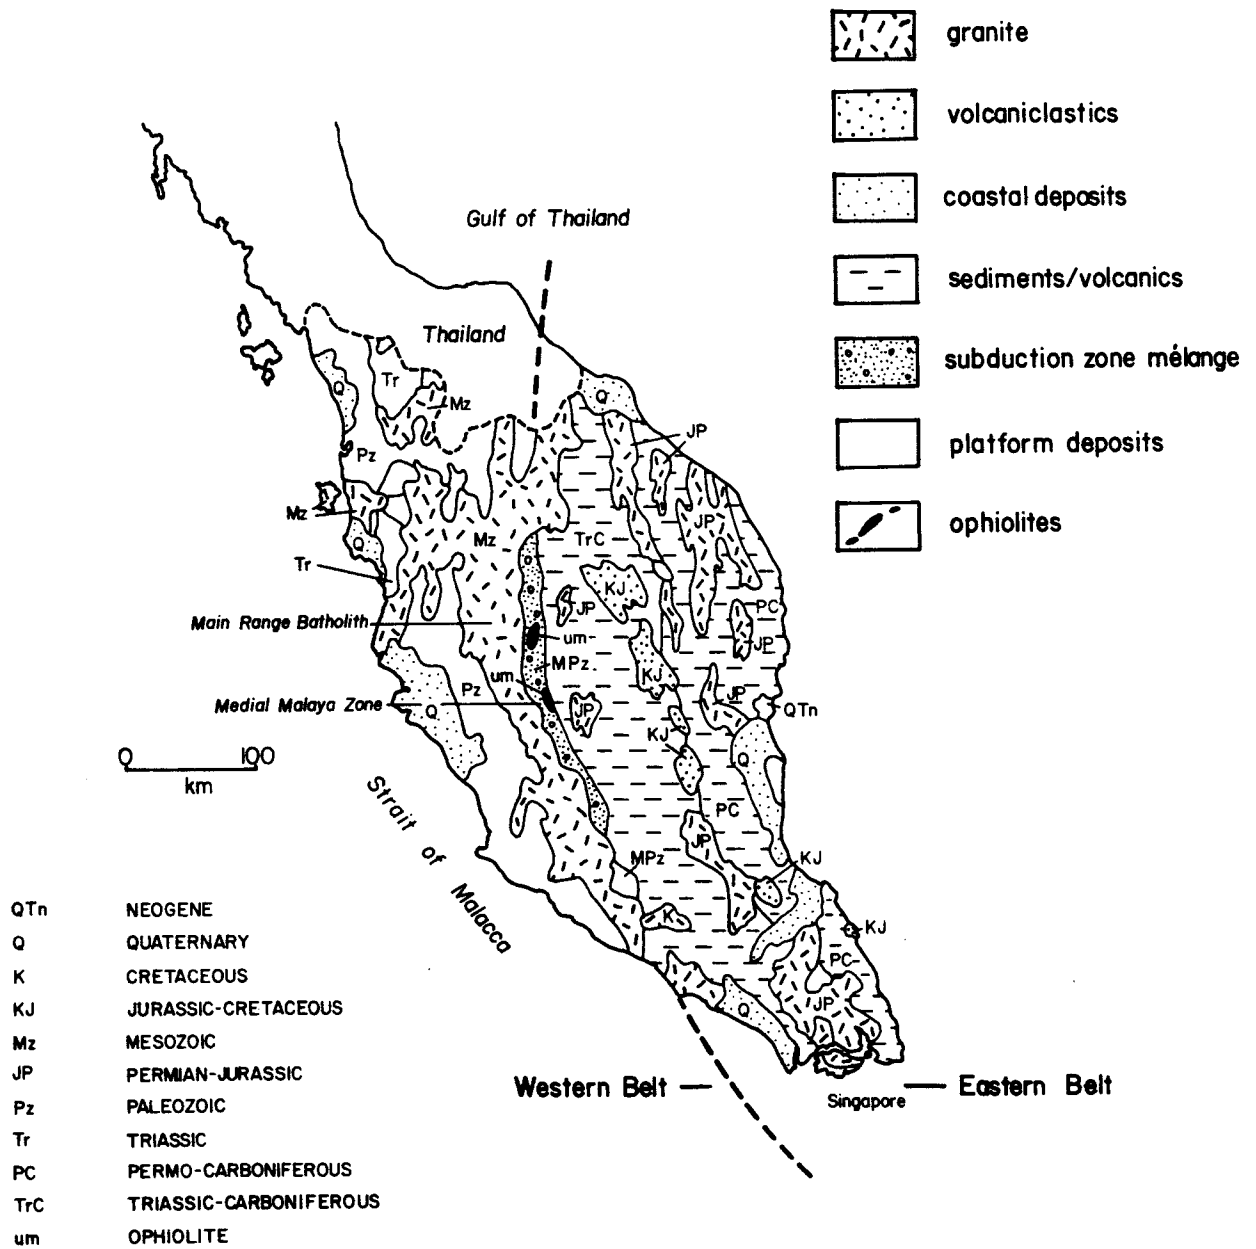 granite
volcaniclastics
coastal deposits
sediments/volcanics
subduction zone mélange
platform deposits
ophiolites
Gulf of Thailand
Thailand
Q
Tr
Mz
Q
JP
Pz
Mz
Q
Mz
TrC
JP
Tr
KJ
JP
PC
Main Range Batholith
um
JP
MPz
um
Pz
KJ
JP
Medial Malaya Zone
Q
JP
QTn
KJ
Q
0 100
km
PC
Strait of Malacca
JP
MPz
KJ
K
KJ
PC
Q
JP
Western Belt
Eastern Belt
Singapore
QTn NEOGENE
Q QUATERNARY
K CRETACEOUS
KJ JURASSIC-CRETACEOUS
Mz MESOZOIC
JP PERMIAN-JURASSIC
Pz PALEOZOIC
Tr TRIASSIC
PC PERMO-CARBONIFEROUS
TrC TRIASSIC-CARBONIFEROUS
um OPHIOLITE